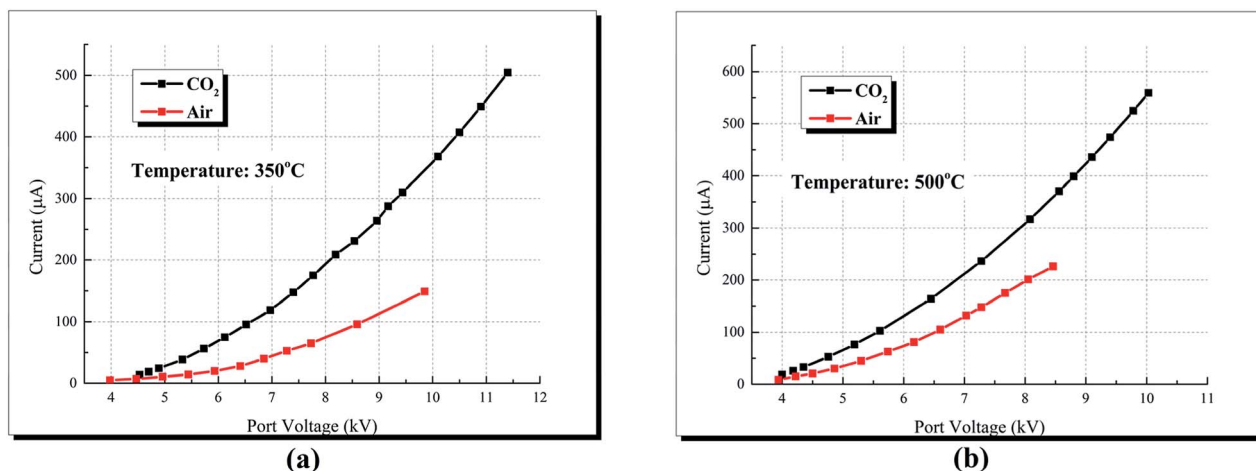 500
400
300
200
100
0
Current (μA)
CO₂
Air
Temperature: 350°C
4 5 6 7 8 9 10 11 12
Port Voltage (kV)
(a)
600
500
400
300
200
100
0
Current (μA)
CO₂
Air
Temperature: 500°C
4 5 6 7 8 9 10 11
Port Voltage (kV)
(b)